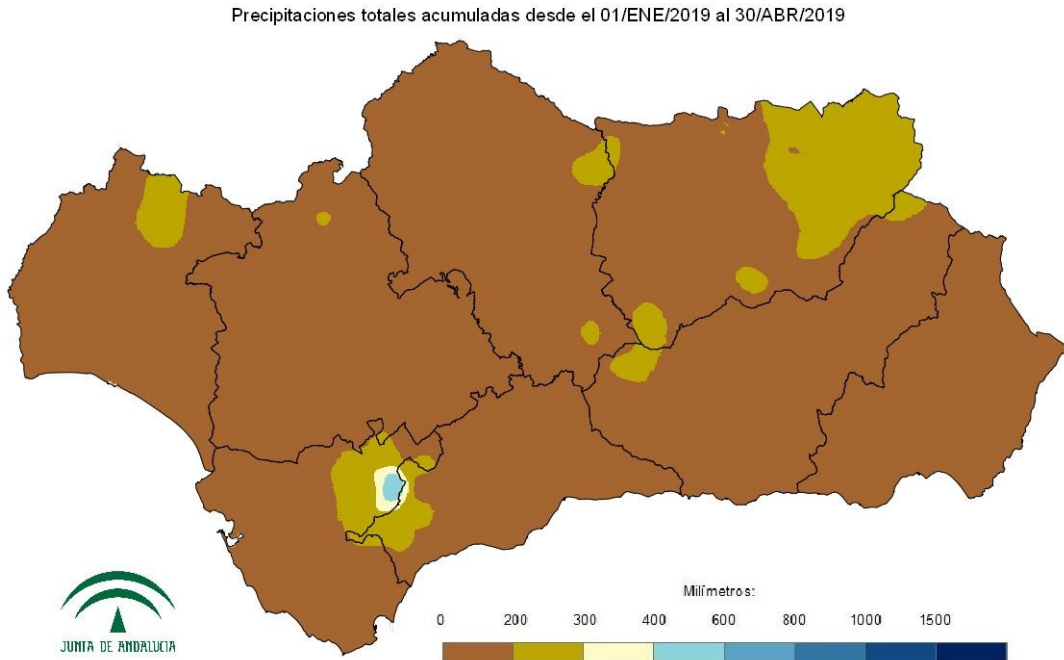 Precipitaciones totales acumuladas desde el 01/ENE/2019 al 30/ABR/2019
Milímetros:
0 200 300 400 600 800 1000 1500
JUNTA DE ANDALUCIA